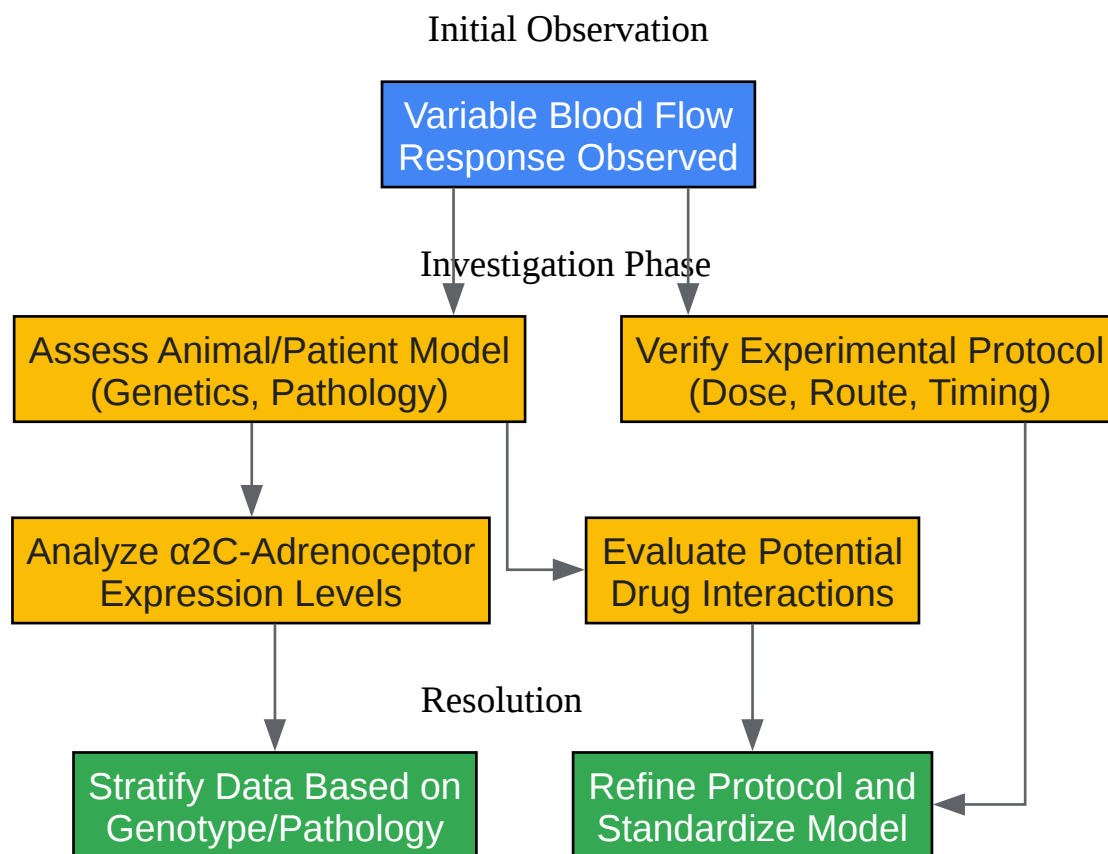 Initial Observation
Variable Blood Flow
Response Observed
Investigation Phase
Assess Animal/Patient Model
(Genetics, Pathology)
Verify Experimental Protocol
(Dose, Route, Timing)
Analyze α2C-Adrenoceptor
Expression Levels
Evaluate Potential
Drug Interactions
Resolution
Stratify Data Based on
Genotype/Pathology
Refine Protocol and
Standardize Model